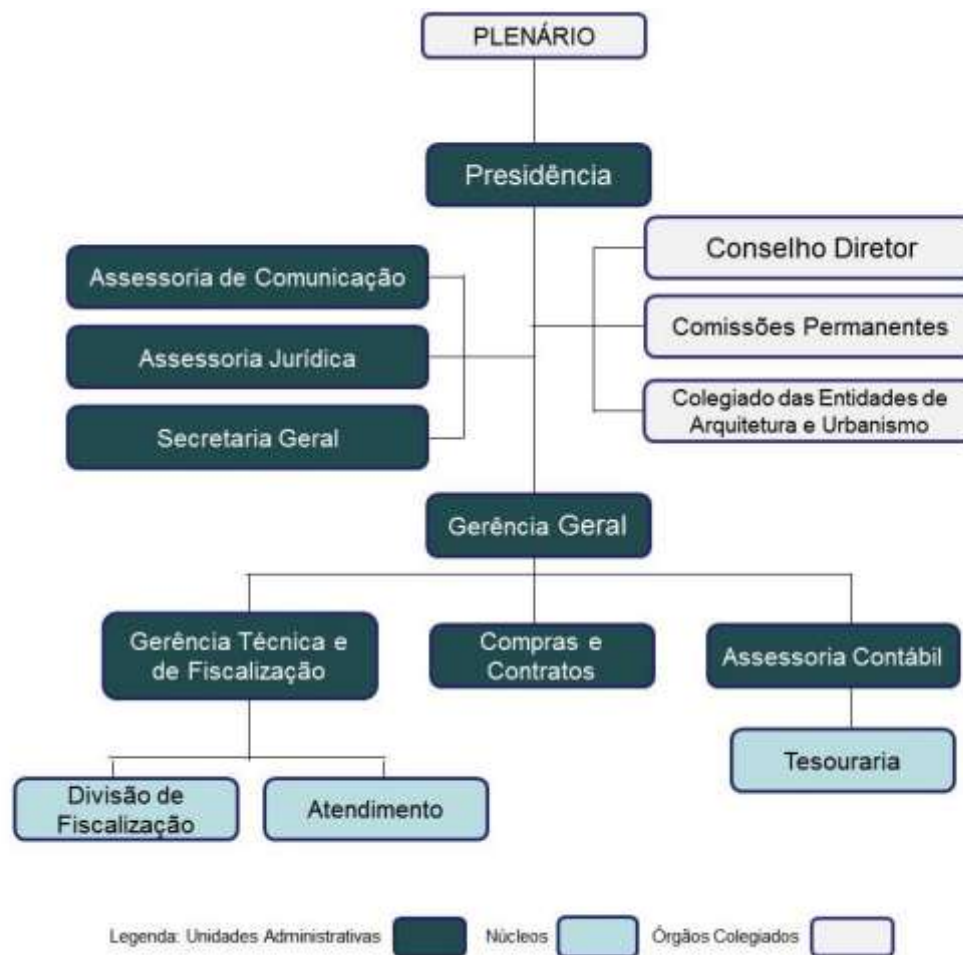 PLENÁRIO
Presidência
Assessoria de Comunicação
Assessoria Jurídica
Secretaria Geral
Conselho Diretor
Comissões Permanentes
Colegiado das Entidades de
Arquitetura e Urbanismo
Gerência Geral
Gerência Técnica e
de Fiscalização
Compras e
Contratos
Assessoria Contábil
Divisão de
Fiscalização
Atendimento
Tesouraria
Legenda: Unidades Administrativas Núcleos Órgãos Colegiados